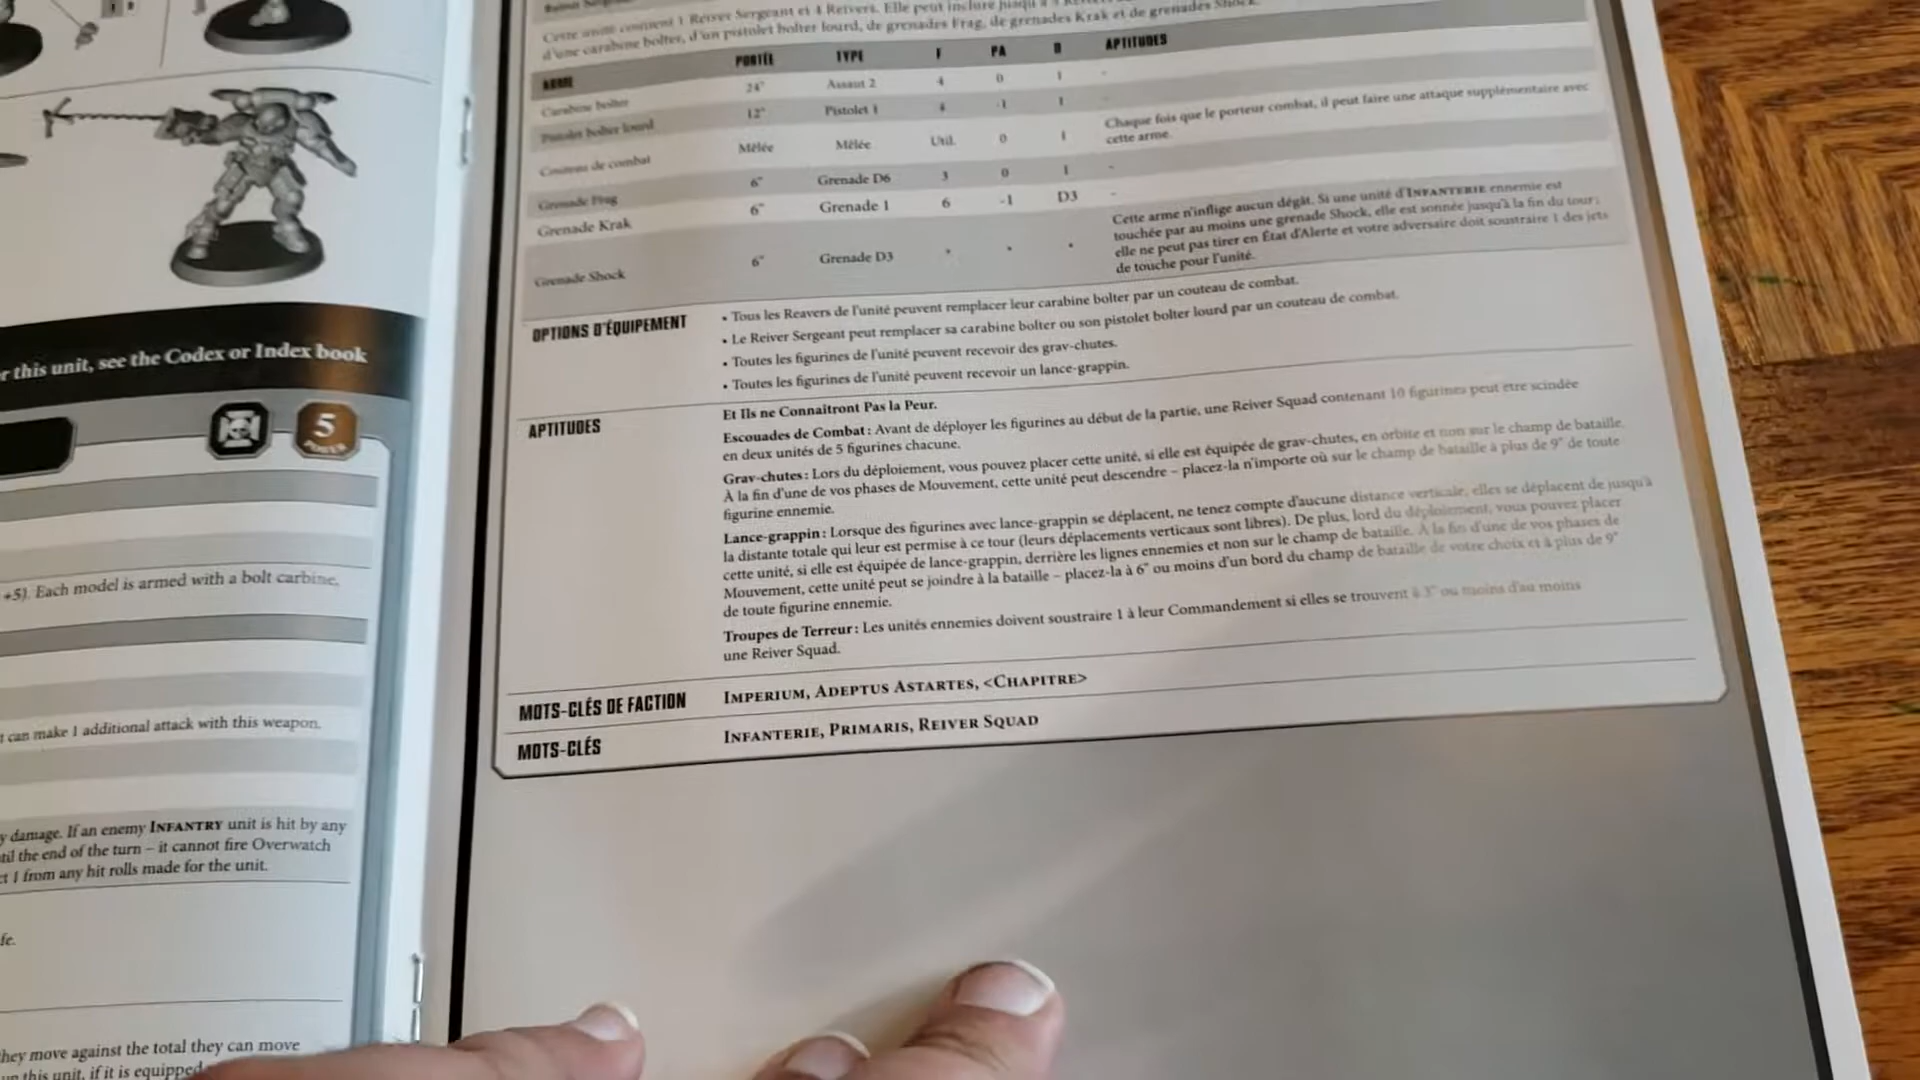 r this unit, see the Codex or Index book
5
POWER
+5). Each model is armed with a bolt carbine,
t can make 1 additional attack with this weapon.
y damage. If an enemy INFANTRY unit is hit by any
til the end of the turn – it cannot fire Overwatch
ct 1 from any hit rolls made for the unit.
fe.
they move against the total they can move
this unit, if it is equipped
Cette unité contient 1 Reiver Sergeant et 4 Reivers. Elle peut inclure jusqu'à
d'une carabine bolter, d'un pistolet bolter lourd, de grenades Frag, de grenades Krak et de grenades Shock.
ARME PORTÉE TYPE F PA D APTITUDES
Carabine bolter 24" Assaut 2 4 0 1 -
Pistolet bolter lourd 12" Pistolet 1 4 -1 1 -
Couteau de combat Mêlée Mêlée Util. 0 1 Chaque fois que le porteur combat, il peut faire une attaque supplémentaire avec
cette arme.
Grenade Frag 6" Grenade D6 3 0 1 -
Grenade Krak 6" Grenade 1 6 -1 D3 -
Grenade Shock 6" Grenade D3 * * * Cette arme n'inflige aucun dégât. Si une unité d'INFANTERIE ennemie est
touchée par au moins une grenade Shock, elle est sonnée jusqu'à la fin du tour;
elle ne peut pas tirer en État d'Alerte et votre adversaire doit soustraire 1 des jets
de touche pour l'unité.
OPTIONS D'ÉQUIPEMENT
• Tous les Reavers de l'unité peuvent remplacer leur carabine bolter par un couteau de combat.
• Le Reiver Sergeant peut remplacer sa carabine bolter ou son pistolet bolter lourd par un couteau de combat.
• Toutes les figurines de l'unité peuvent recevoir des grav-chutes.
• Toutes les figurines de l'unité peuvent recevoir un lance-grappin.
APTITUDES
Et Ils ne Connaîtront Pas la Peur.
Escouades de Combat : Avant de déployer les figurines au début de la partie, une Reiver Squad contenant 10 figurines peut etre scindée
en deux unités de 5 figurines chacune.
Grav-chutes : Lors du déploiement, vous pouvez placer cette unité, si elle est équipée de grav-chutes, en orbite et non sur le champ de bataille.
À la fin d'une de vos phases de Mouvement, cette unité peut descendre – placez-la n'importe où sur le champ de bataille à plus de 9" de toute
figurine ennemie.
Lance-grappin : Lorsque des figurines avec lance-grappin se déplacent, ne tenez compte d'aucune distance verticale, elles se déplacent de jusqu'à
la distante totale qui leur est permise à ce tour (leurs déplacements verticaux sont libres). De plus, lord du déploiement, vous pouvez placer
cette unité, si elle est équipée de lance-grappin, derrière les lignes ennemies et non sur le champ de bataille. À la fin d'une de vos phases de
Mouvement, cette unité peut se joindre à la bataille – placez-la à 6" ou moins d'un bord du champ de bataille de votre choix et à plus de 9"
de toute figurine ennemie.
Troupes de Terreur : Les unités ennemies doivent soustraire 1 à leur Commandement si elles se trouvent à 3" ou moins d'au moins
une Reiver Squad.
MOTS-CLÉS DE FACTION IMPERIUM, ADEPTUS ASTARTES, <CHAPITRE>
MOTS-CLÉS INFANTERIE, PRIMARIS, REIVER SQUAD